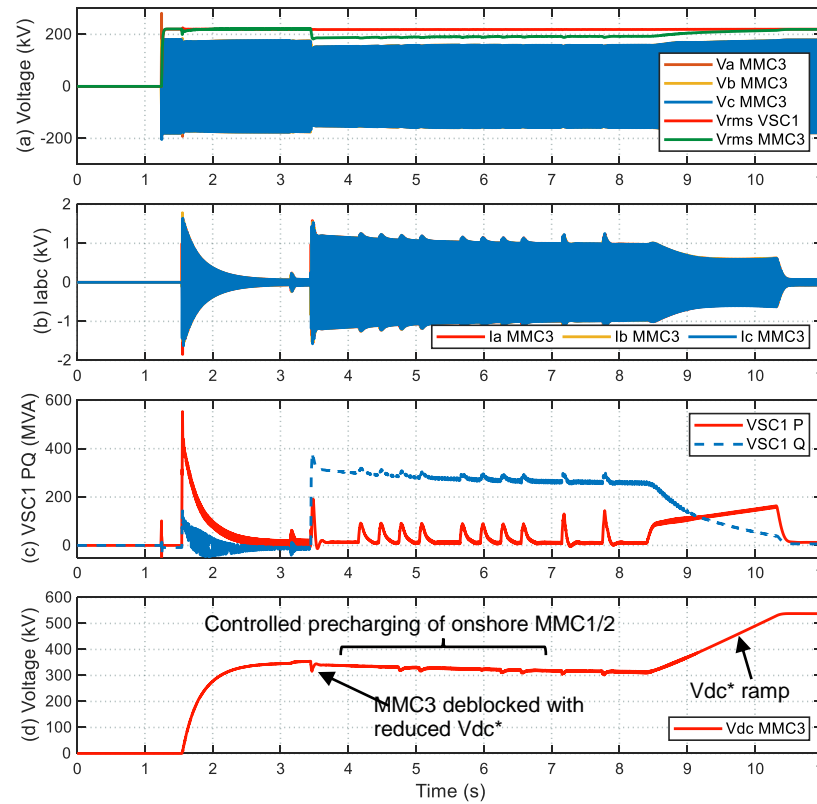 (a) Voltage (kV)
200
0
-200
Va MMC3
Vb MMC3
Vc MMC3
Vrms VSC1
Vrms MMC3
0 1 2 3 4 5 6 7 8 9 10 11
(b) Iabc (kV)
2
1
0
-1
-2
Ia MMC3 Ib MMC3 Ic MMC3
0 1 2 3 4 5 6 7 8 9 10 11
(c) VSC1 PQ (MVA)
600
400
200
0
VSC1 P
VSC1 Q
0 1 2 3 4 5 6 7 8 9 10 11
(d) Voltage (kV)
600
500
400
300
200
100
0
Controlled precharging of onshore MMC1/2
MMC3 deblocked with
reduced Vdc*
Vdc* ramp
Vdc MMC3
0 1 2 3 4 5 6 7 8 9 10 11
Time (s)